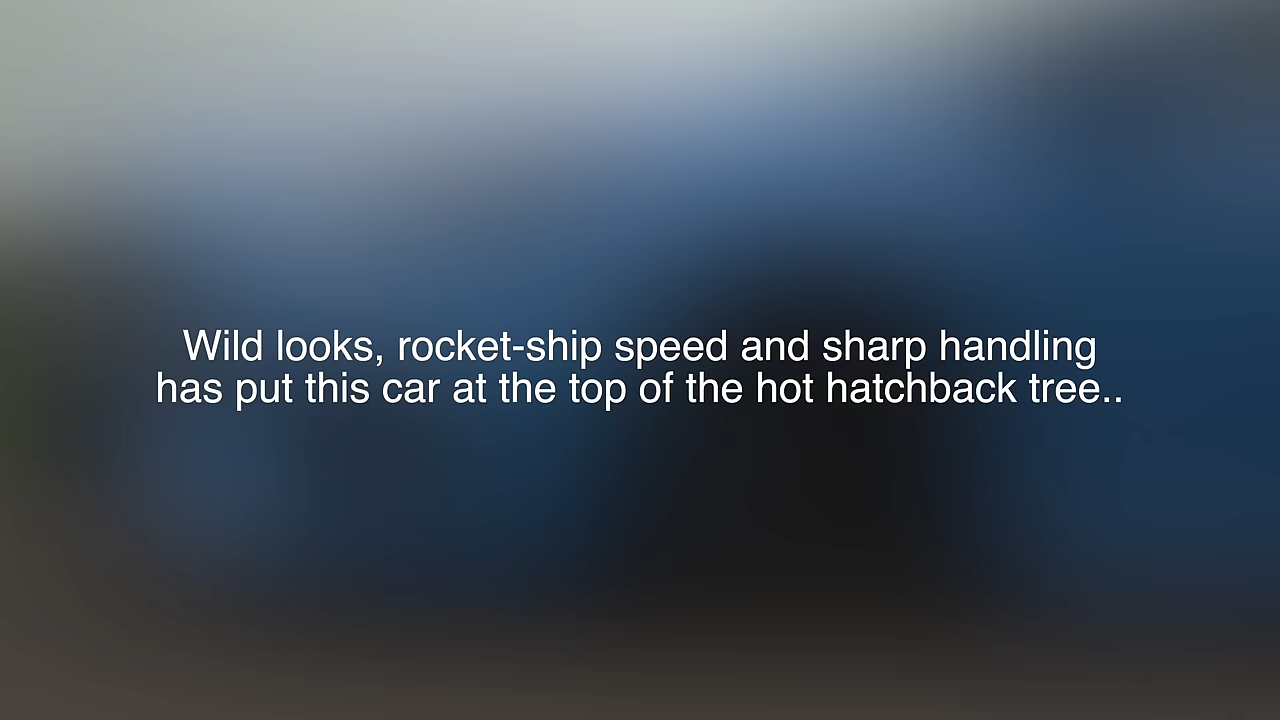 Wild looks, rocket-ship speed and sharp handling
has put this car at the top of the hot hatchback tree..